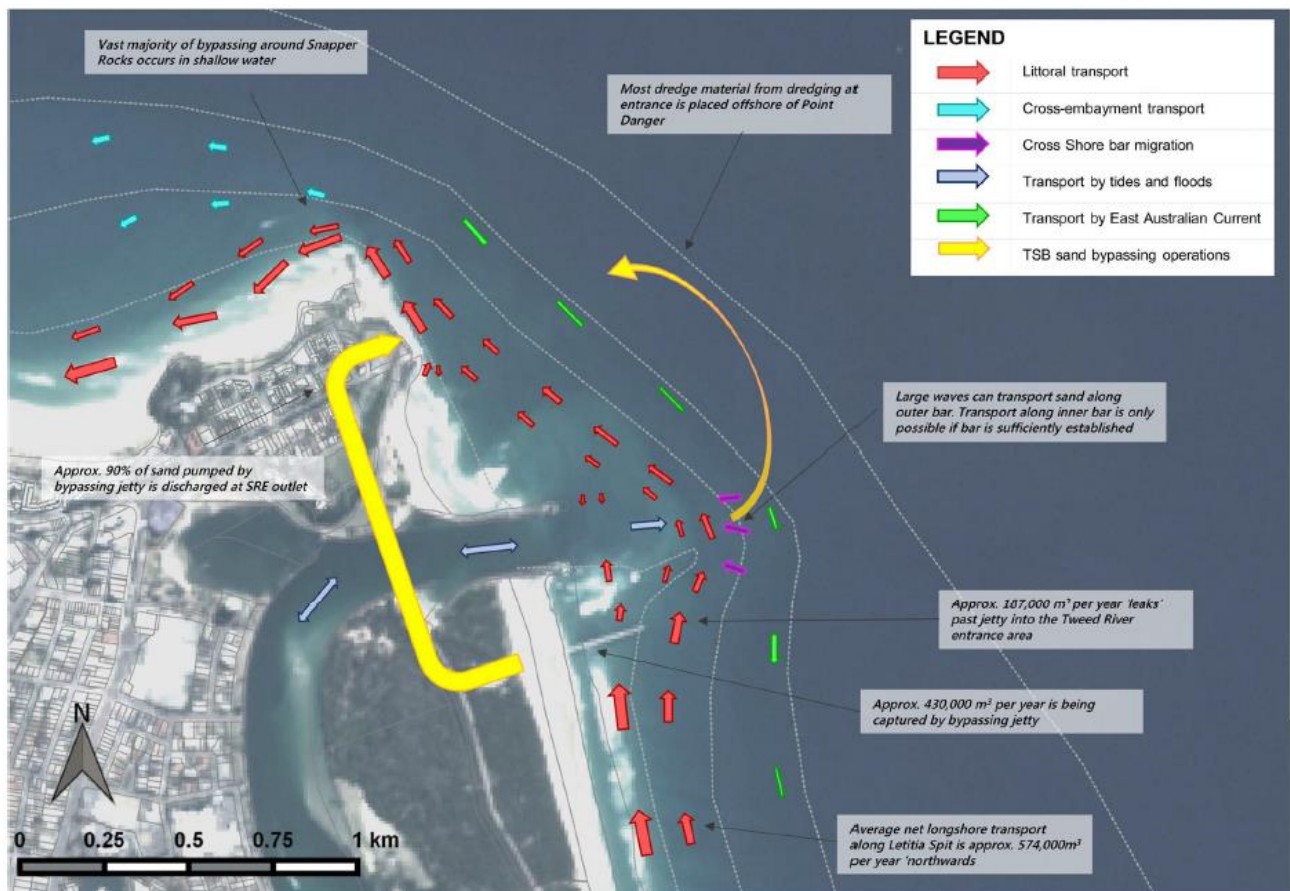 Vast majority of bypassing around Snapper
Rocks occurs in shallow water
Most dredge material from dredging at
entrance is placed offshore of Point
Danger
LEGEND
Littoral transport
Cross-embayment transport
Cross Shore bar migration
Transport by tides and floods
Transport by East Australian Current
TSB sand bypassing operations
Large waves can transport sand along
outer bar. Transport along inner bar is only
possible if bar is sufficiently established
Approx. 90% of sand pumped by
bypassing jetty is discharged at SRE outlet
Approx. 187,000 m³ per year 'leaks'
past jetty into the Tweed River
entrance area
Approx. 430,000 m³ per year is being
captured by bypassing jetty
Average net longshore transport
along Letitia Spit is approx. 574,000m³
per year 'northwards
N
0 0.25 0.5 0.75 1 km